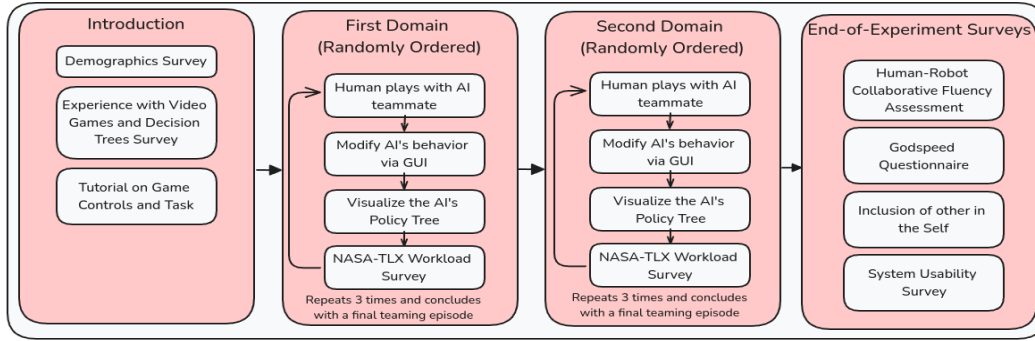 Introduction
Demographics Survey
Experience with Video
Games and Decision
Trees Survey
Tutorial on Game
Controls and Task
First Domain
(Randomly Ordered)
Human plays with AI
teammate
Modify AI's behavior
via GUI
Visualize the AI's
Policy Tree
NASA-TLX Workload
Survey
Repeats 3 times and concludes
with a final teaming episode
Second Domain
(Randomly Ordered)
Human plays with AI
teammate
Modify AI's behavior
via GUI
Visualize the AI's
Policy Tree
NASA-TLX Workload
Survey
Repeats 3 times and concludes
with a final teaming episode
End-of-Experiment Surveys
Human-Robot
Collaborative Fluency
Assessment
Godspeed
Questionnaire
Inclusion of other in
the Self
System Usability
Survey